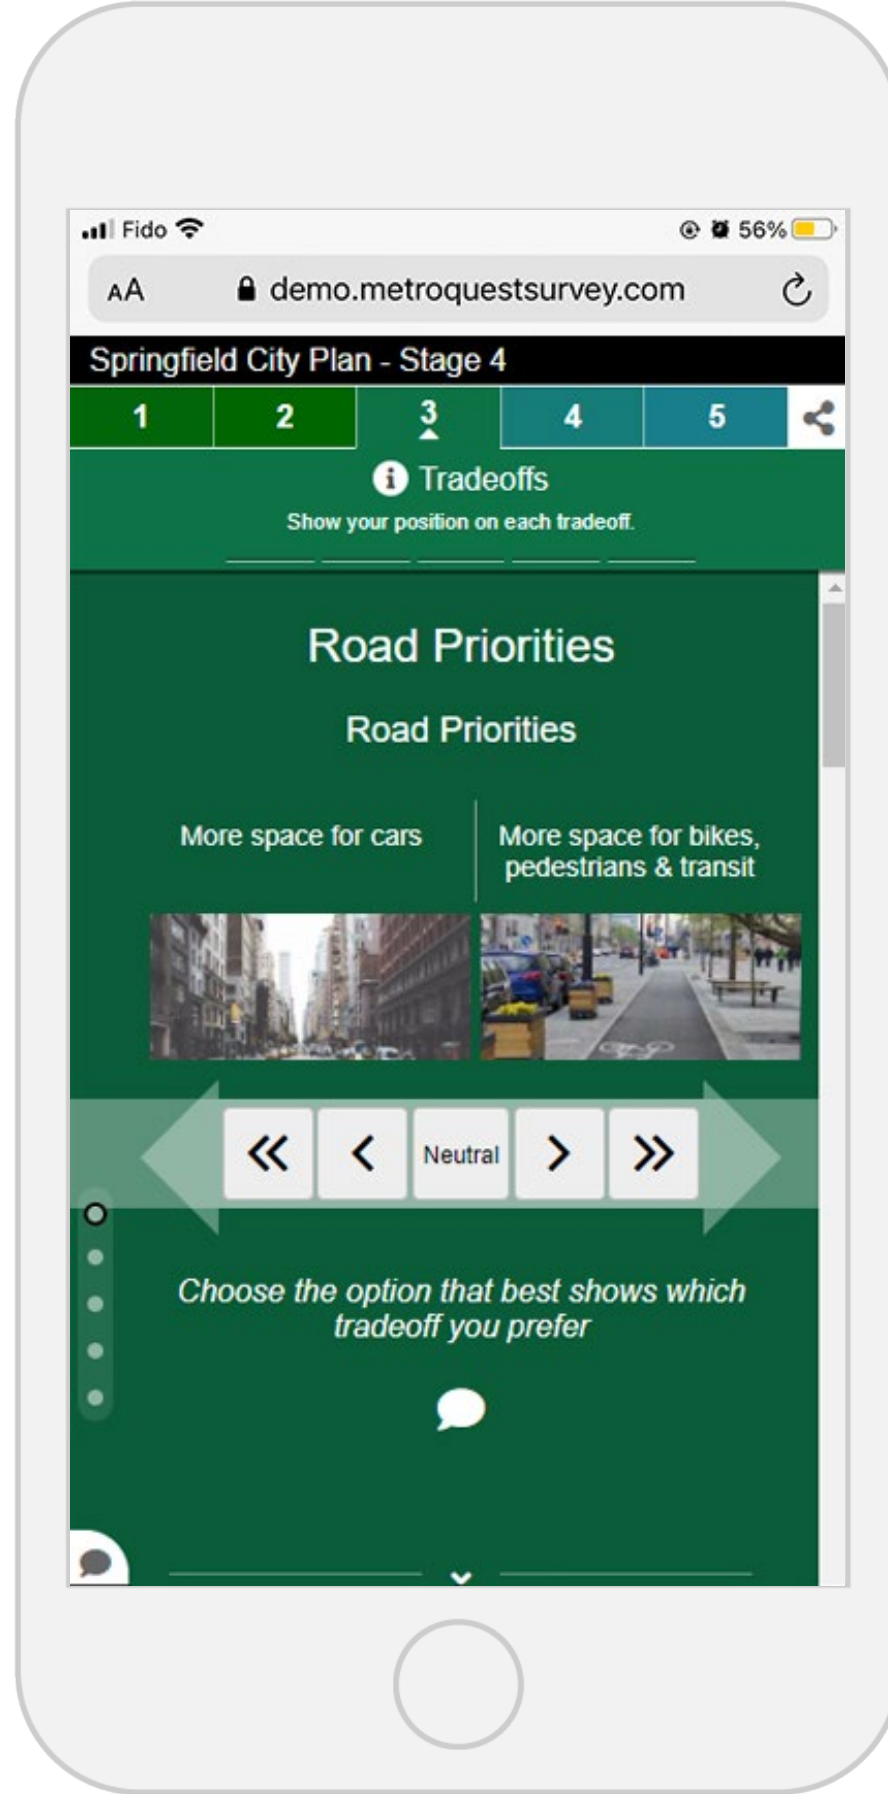 Fido 56%
AA demo.metroquestsurvey.com
Springfield City Plan - Stage 4
1 2 3 4 5
i Tradeoffs
Show your position on each tradeoff.
Road Priorities
Road Priorities
More space for cars
More space for bikes,
pedestrians & transit
Neutral
Choose the option that best shows which
tradeoff you prefer